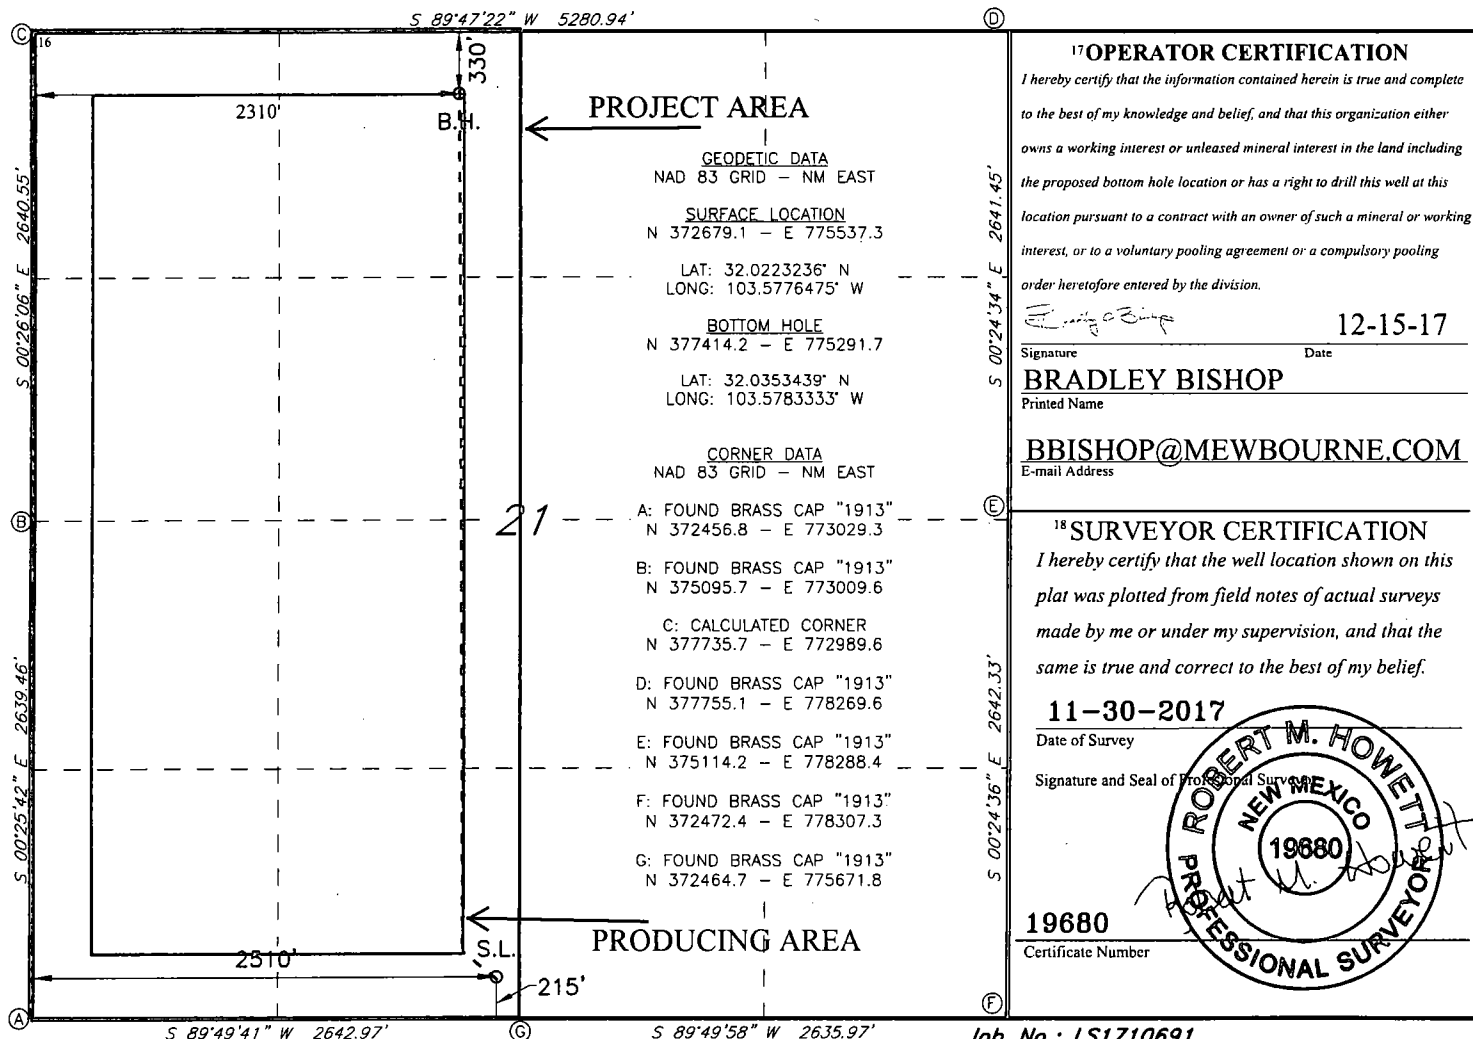 S 89°47'22" W 5280.94'
C
D
16
330'
2310'
B.H.
PROJECT AREA
GEODETIC DATA
NAD 83 GRID – NM EAST
SURFACE LOCATION
N 372679.1 – E 775537.3
LAT: 32.0223236° N
LONG: 103.5776475° W
BOTTOM HOLE
N 377414.2 – E 775291.7
LAT: 32.0353439° N
LONG: 103.5783333° W
CORNER DATA
NAD 83 GRID – NM EAST
A: FOUND BRASS CAP "1913"
N 372456.8 – E 773029.3
B: FOUND BRASS CAP "1913"
N 375095.7 – E 773009.6
C: CALCULATED CORNER
N 377735.7 – E 772989.6
D: FOUND BRASS CAP "1913"
N 377755.1 – E 778269.6
E: FOUND BRASS CAP "1913"
N 375114.2 – E 778288.4
F: FOUND BRASS CAP "1913"
N 372472.4 – E 778307.3
G: FOUND BRASS CAP "1913"
N 372464.7 – E 775671.8
PRODUCING AREA
S 00°26'06" E 2640.55'
S 00°25'42" E 2639.46'
S 00°24'34" E 2641.45'
S 00°24'36" E 2642.33'
B
21
E
2510'
S.L.
215'
A
G
F
S 89°49'41" W 2642.97'
S 89°49'58" W 2635.97'
17 OPERATOR CERTIFICATION
I hereby certify that the information contained herein is true and complete
to the best of my knowledge and belief, and that this organization either
owns a working interest or unleased mineral interest in the land including
the proposed bottom hole location or has a right to drill this well at this
location pursuant to a contract with an owner of such a mineral or working
interest, or to a voluntary pooling agreement or a compulsory pooling
order heretofore entered by the division.
12-15-17
Signature Date
BRADLEY BISHOP
Printed Name
BBISHOP@MEWBOURNE.COM
E-mail Address
18 SURVEYOR CERTIFICATION
I hereby certify that the well location shown on this
plat was plotted from field notes of actual surveys
made by me or under my supervision, and that the
same is true and correct to the best of my belief.
11-30-2017
Date of Survey
Signature and Seal of Professional Surveyor
ROBERT M. HOWETT
NEW MEXICO
19680
PROFESSIONAL SURVEYOR
Robert M. Howett
19680
Certificate Number
Job No.: LS1710691